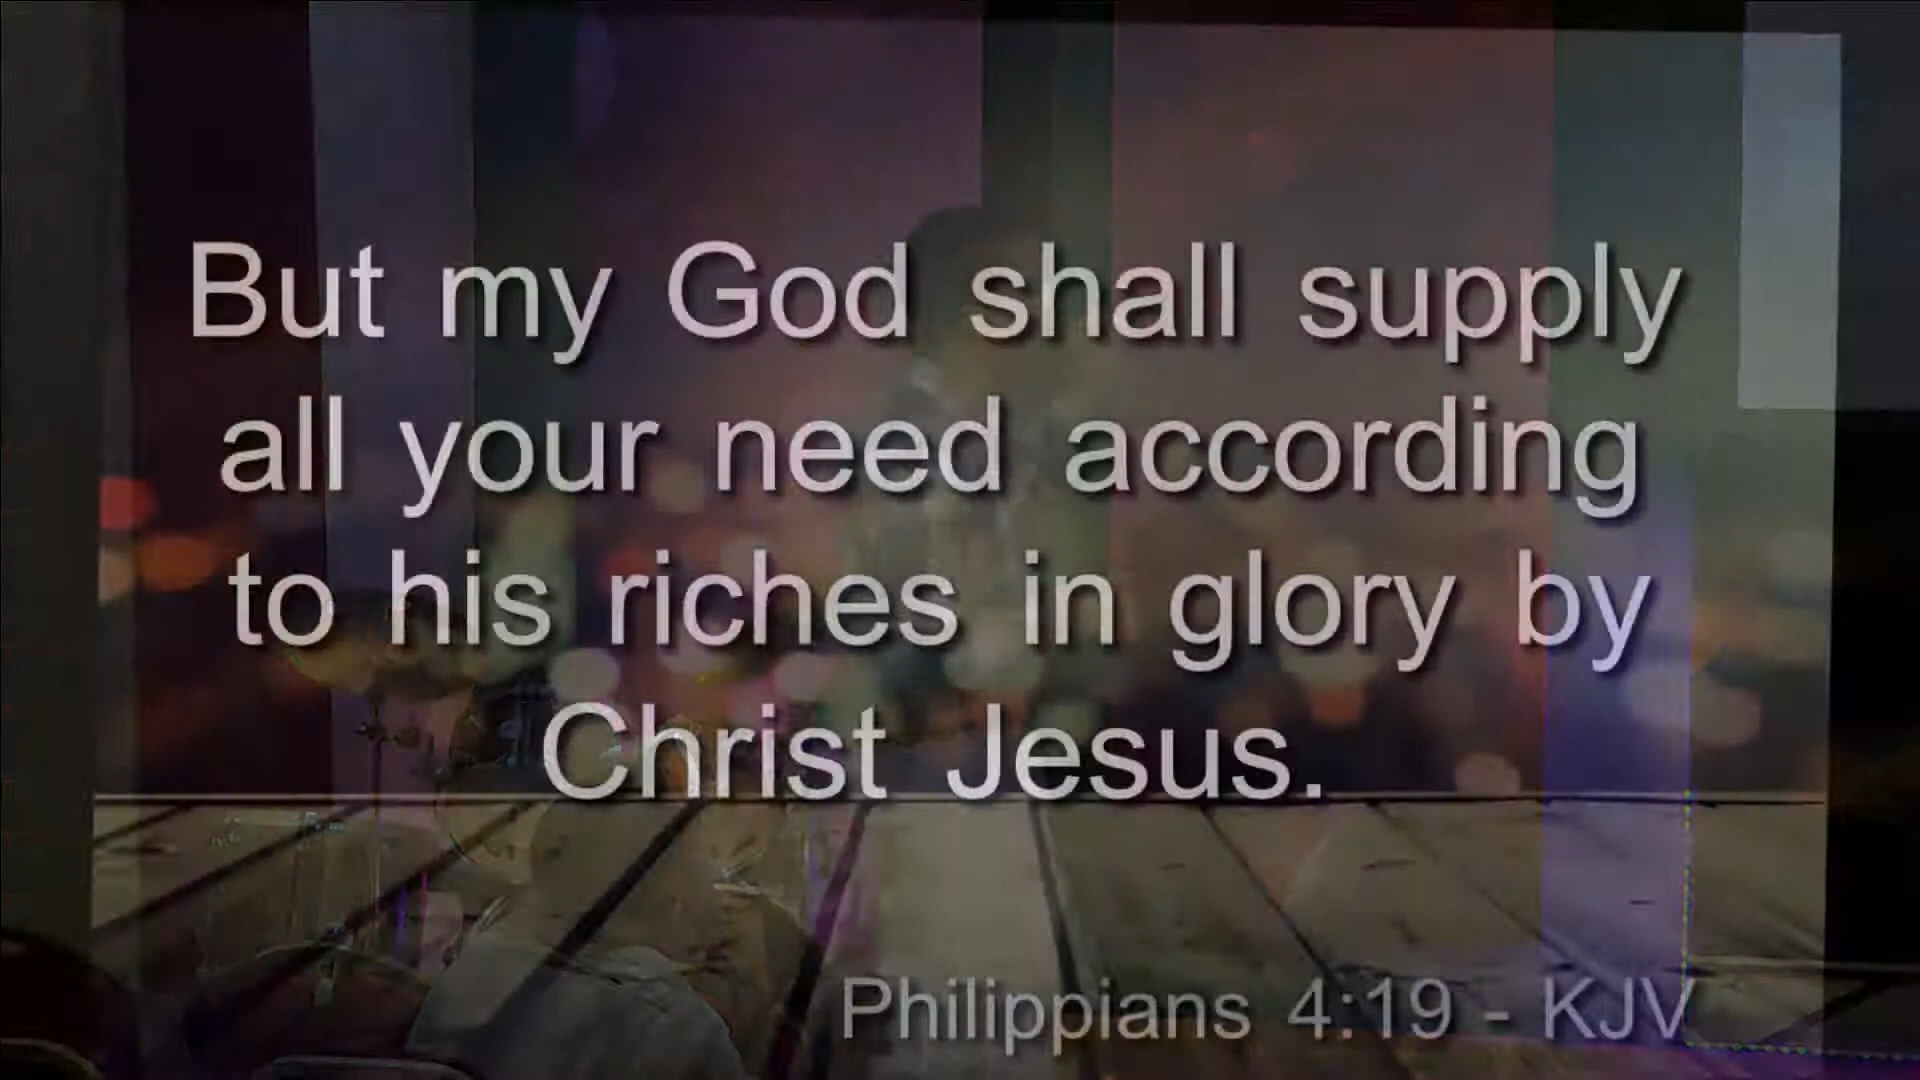 But my God shall supply
all your need according
to his riches in glory by
Christ Jesus.
Philippians 4:19 - KJV